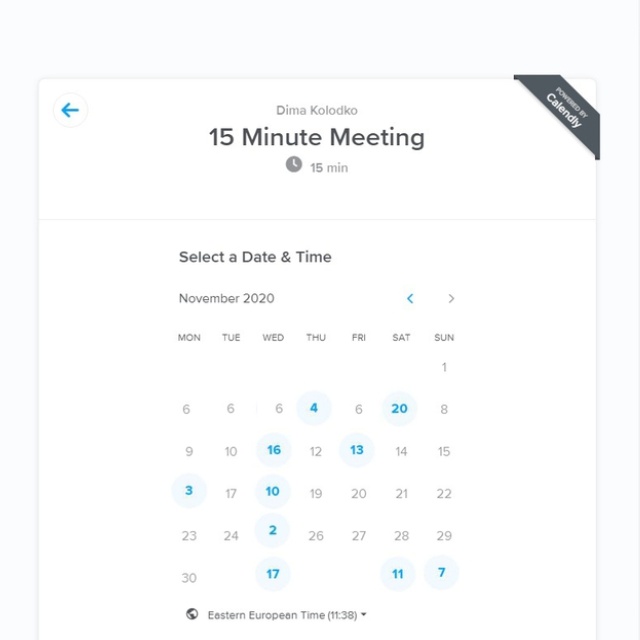 POWERED BY
Calendly
Dima Kolodko
15 Minute Meeting
15 min
Select a Date & Time
November 2020
MON TUE WED THU FRI SAT SUN
1
6 6 6 4 6 20 8
9 10 16 12 13 14 15
3 17 10 19 20 21 22
23 24 2 26 27 28 29
30 17 11 7
Eastern European Time (11:38)